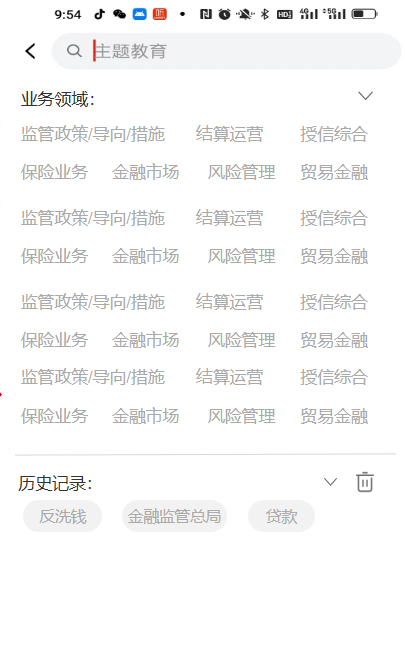 9:54 听 HD 4G 5G
主题教育
业务领域：
监管政策/导向/措施 结算运营 授信综合
保险业务 金融市场 风险管理 贸易金融
监管政策/导向/措施 结算运营 授信综合
保险业务 金融市场 风险管理 贸易金融
监管政策/导向/措施 结算运营 授信综合
保险业务 金融市场 风险管理 贸易金融
监管政策/导向/措施 结算运营 授信综合
保险业务 金融市场 风险管理 贸易金融
历史记录：
反洗钱 金融监管总局 贷款